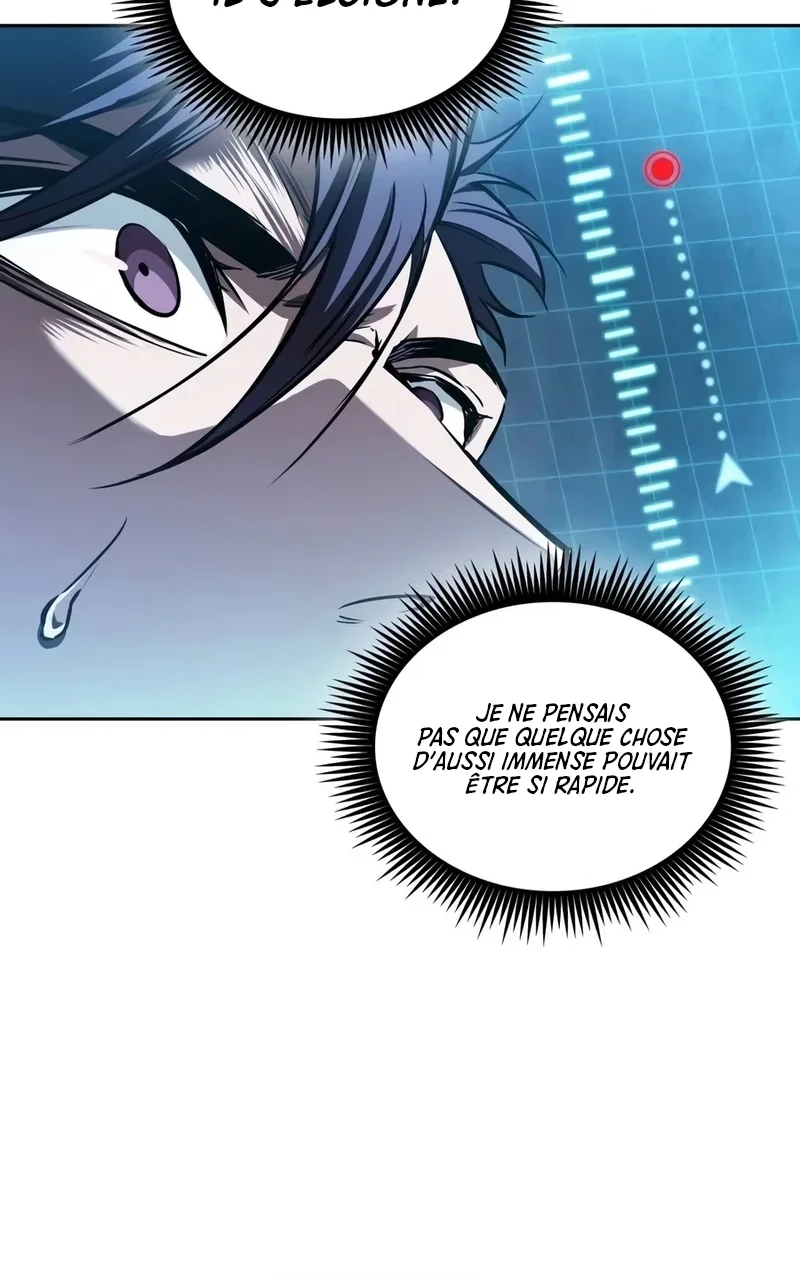 JE NE PENSAIS
PAS QUE QUELQUE CHOSE
D'AUSSI IMMENSE POUVAIT
ÊTRE SI RAPIDE.